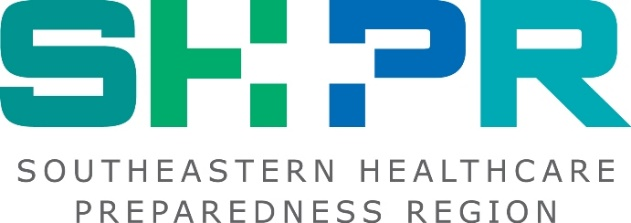 SHPR
SOUTHEASTERN HEALTHCARE
PREPAREDNESS REGION